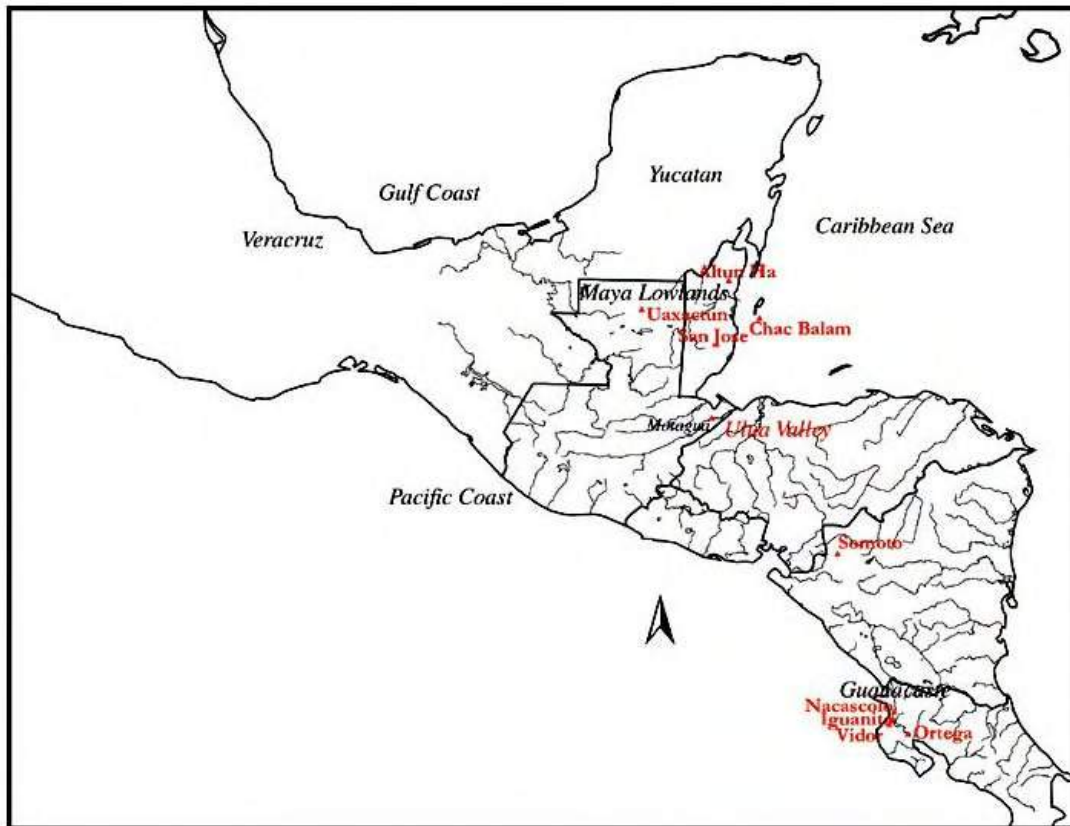 Yucatan
Gulf Coast
Caribbean Sea
Veracruz
Altun Ha
Maya Lowlands
Uaxactun
Chac Balam
San Jose
Motagua
Ulua Valley
Pacific Coast
Somoto
Guanacaste
Nacascolo
Iguanita
Vidor
Ortega